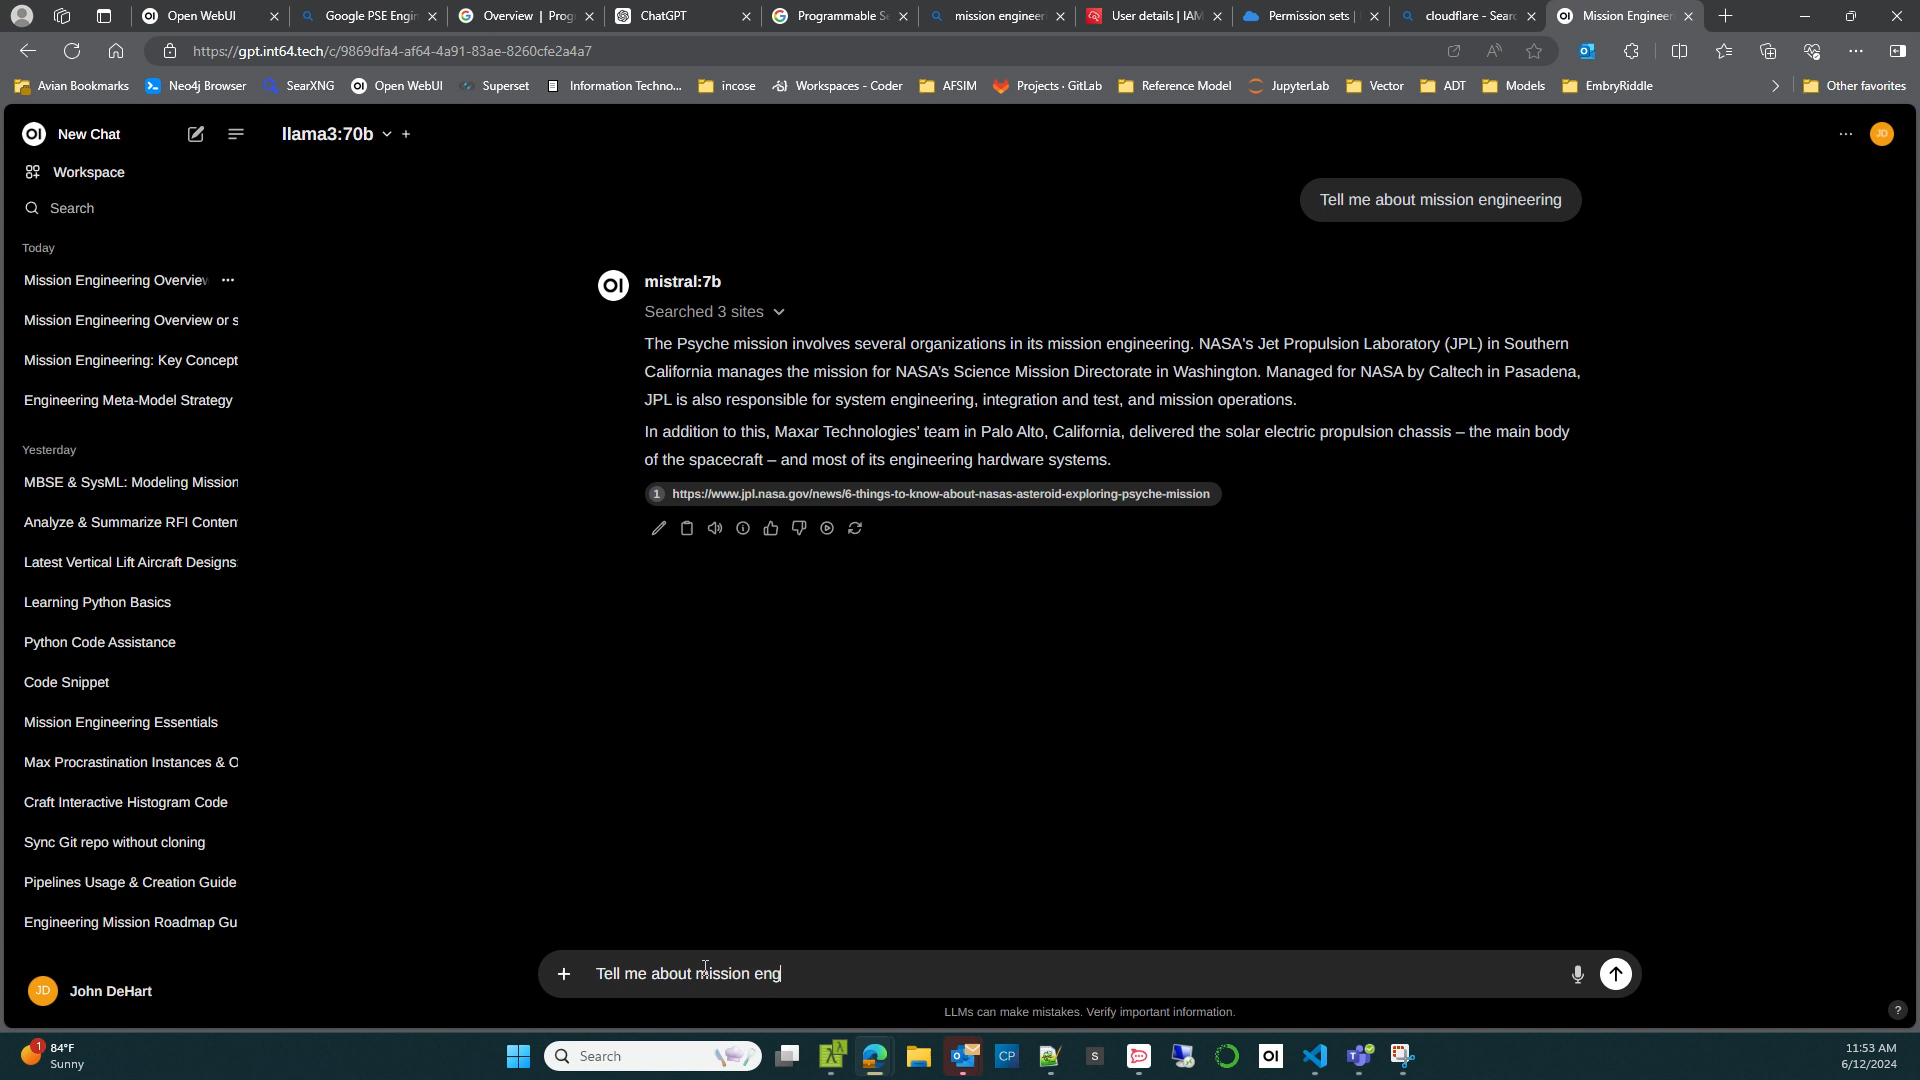 Open WebUI
Google PSE Engin
Overview | Prog
ChatGPT
Programmable Se
mission engineer
User details | IAM
Permission sets |
cloudflare - Searc
Mission Engineer
https://gpt.int64.tech/c/9869dfa4-af64-4a91-83ae-8260cfe2a4a7
Avian Bookmarks
Neo4j Browser
SearXNG
Open WebUI
Superset
Information Techno...
incose
Workspaces - Coder
AFSIM
Projects · GitLab
Reference Model
JupyterLab
Vector
ADT
Models
EmbryRiddle
Other favorites
OI New Chat
llama3:70b
JD
Workspace
Search
Today
Mission Engineering Overview
Mission Engineering Overview or s
Mission Engineering: Key Concept
Engineering Meta-Model Strategy
Yesterday
MBSE & SysML: Modeling Mission
Analyze & Summarize RFI Conten
Latest Vertical Lift Aircraft Designs
Learning Python Basics
Python Code Assistance
Code Snippet
Mission Engineering Essentials
Max Procrastination Instances & O
Craft Interactive Histogram Code
Sync Git repo without cloning
Pipelines Usage & Creation Guide
Engineering Mission Roadmap Gu
JD John DeHart
Tell me about mission engineering
OI mistral:7b
Searched 3 sites
The Psyche mission involves several organizations in its mission engineering. NASA's Jet Propulsion Laboratory (JPL) in Southern
California manages the mission for NASA's Science Mission Directorate in Washington. Managed for NASA by Caltech in Pasadena,
JPL is also responsible for system engineering, integration and test, and mission operations.
In addition to this, Maxar Technologies' team in Palo Alto, California, delivered the solar electric propulsion chassis – the main body
of the spacecraft – and most of its engineering hardware systems.
1 https://www.jpl.nasa.gov/news/6-things-to-know-about-nasas-asteroid-exploring-psyche-mission
Tell me about mission eng
LLMs can make mistakes. Verify important information.
?
1
84°F
Sunny
Search
CP
S
OI
11:53 AM
6/12/2024